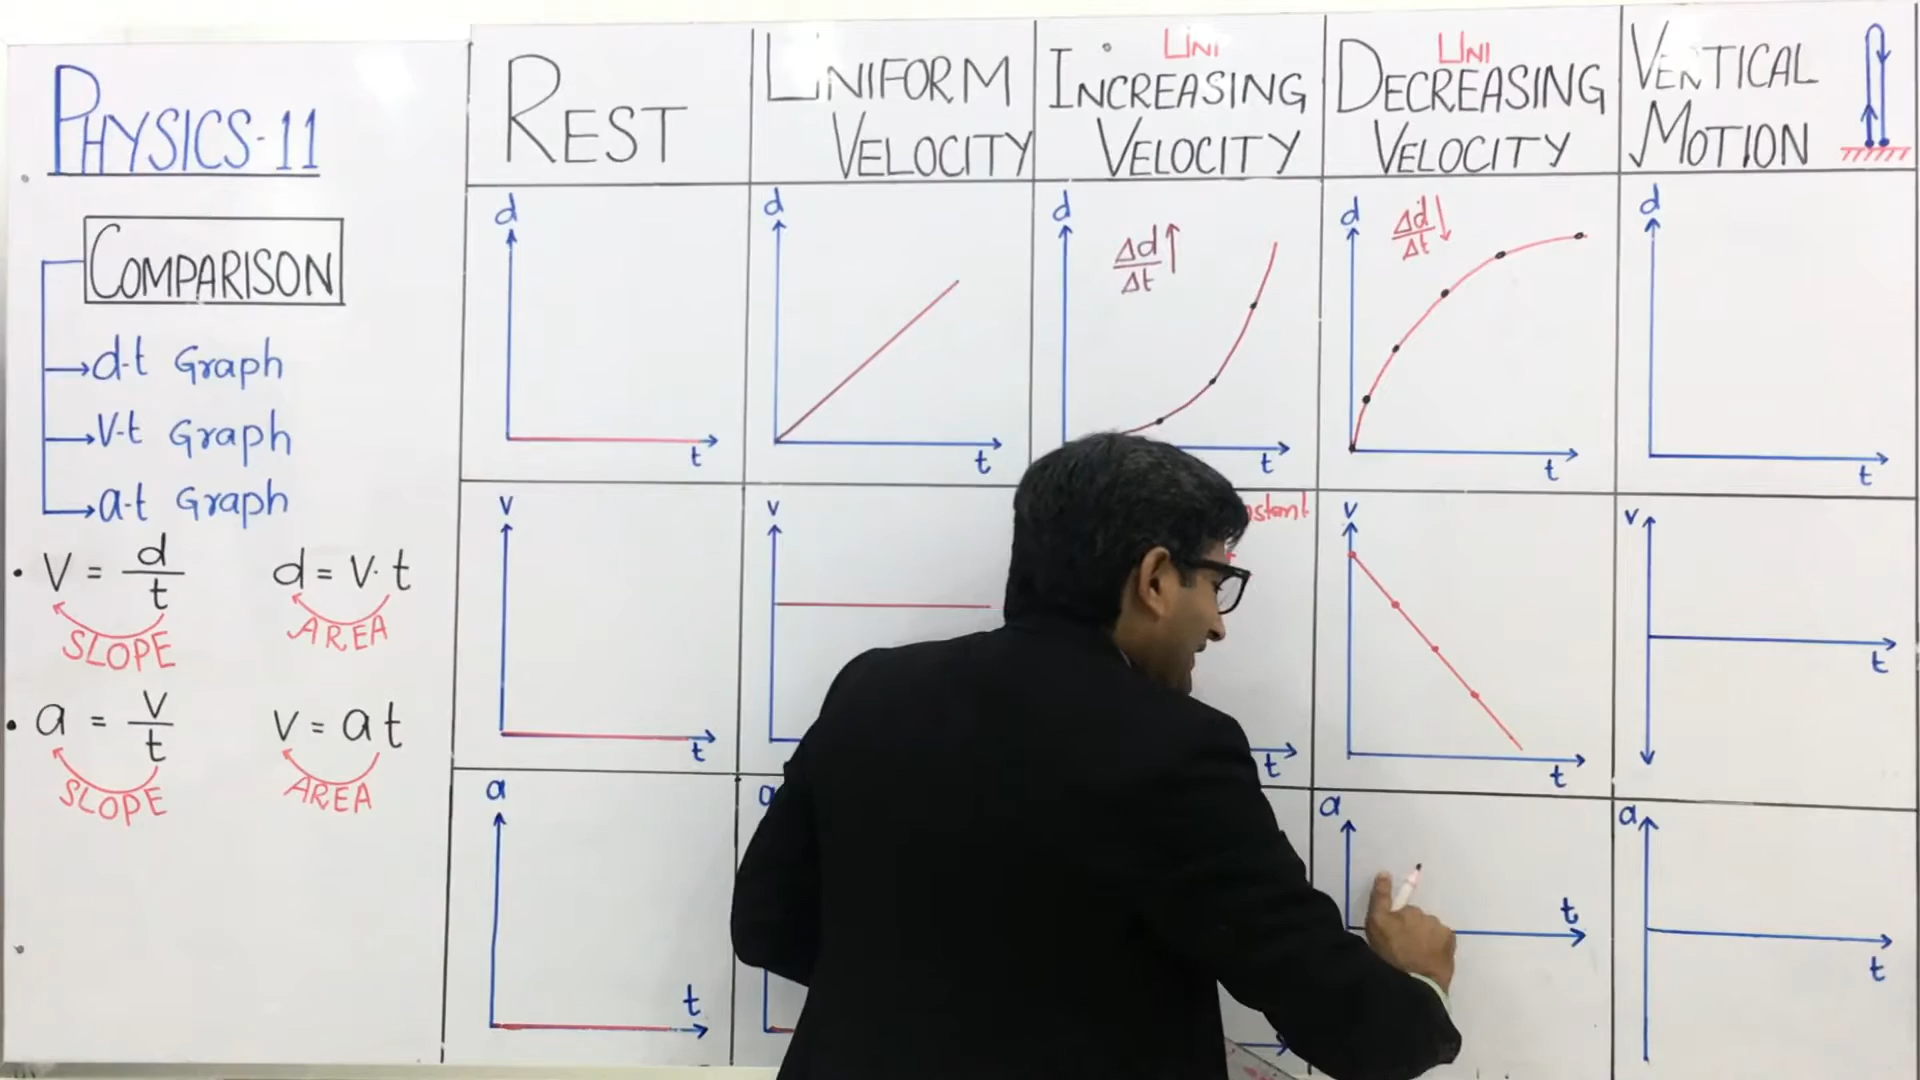 PHYSICS-11
COMPARISON
d-t Graph
v-t Graph
a-t Graph
v = d/t
SLOPE
d = v·t
AREA
a = v/t
SLOPE
v = at
AREA
REST
UNIFORM
VELOCITY
UNI
INCREASING
VELOCITY
UNI
DECREASING
VELOCITY
VERTICAL
MOTION
d
t
d
t
d
Δd/Δt↑
t
d
Δd/Δt↓
t
d
t
v
t
v
t
v
t
v
t
a
t
a
a
t
a
t